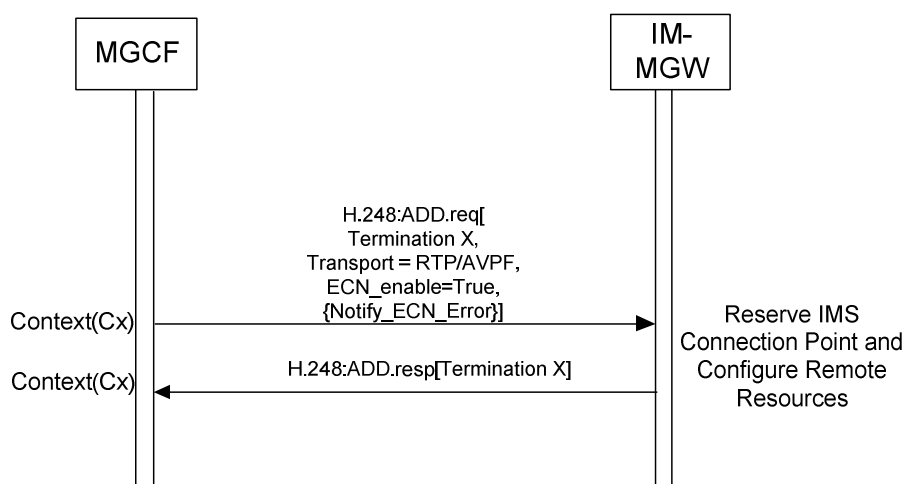 MGCF
IM-
MGW
H.248:ADD.req[
Termination X,
Transport = RTP/AVPF,
ECN_enable=True,
{Notify_ECN_Error}]
Context(Cx)
Reserve IMS
Connection Point and
Configure Remote
Resources
H.248:ADD.resp[Termination X]
Context(Cx)